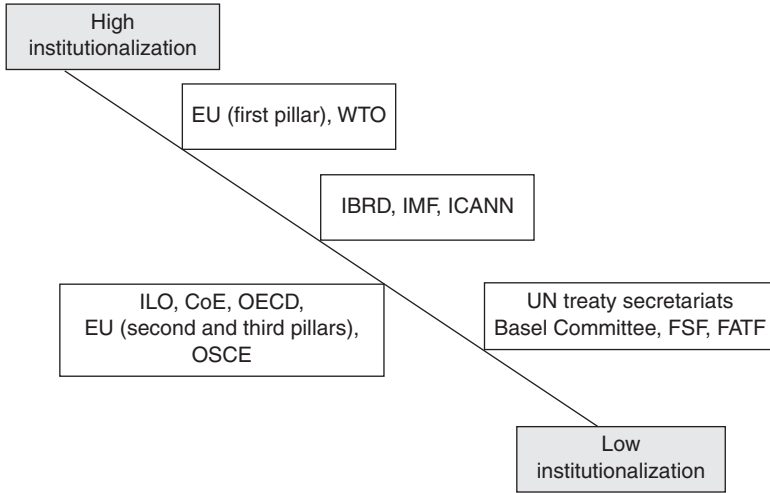 High
institutionalization
EU (first pillar), WTO
IBRD, IMF, ICANN
ILO, CoE, OECD,
EU (second and third pillars),
OSCE
UN treaty secretariats
Basel Committee, FSF, FATF
Low
institutionalization